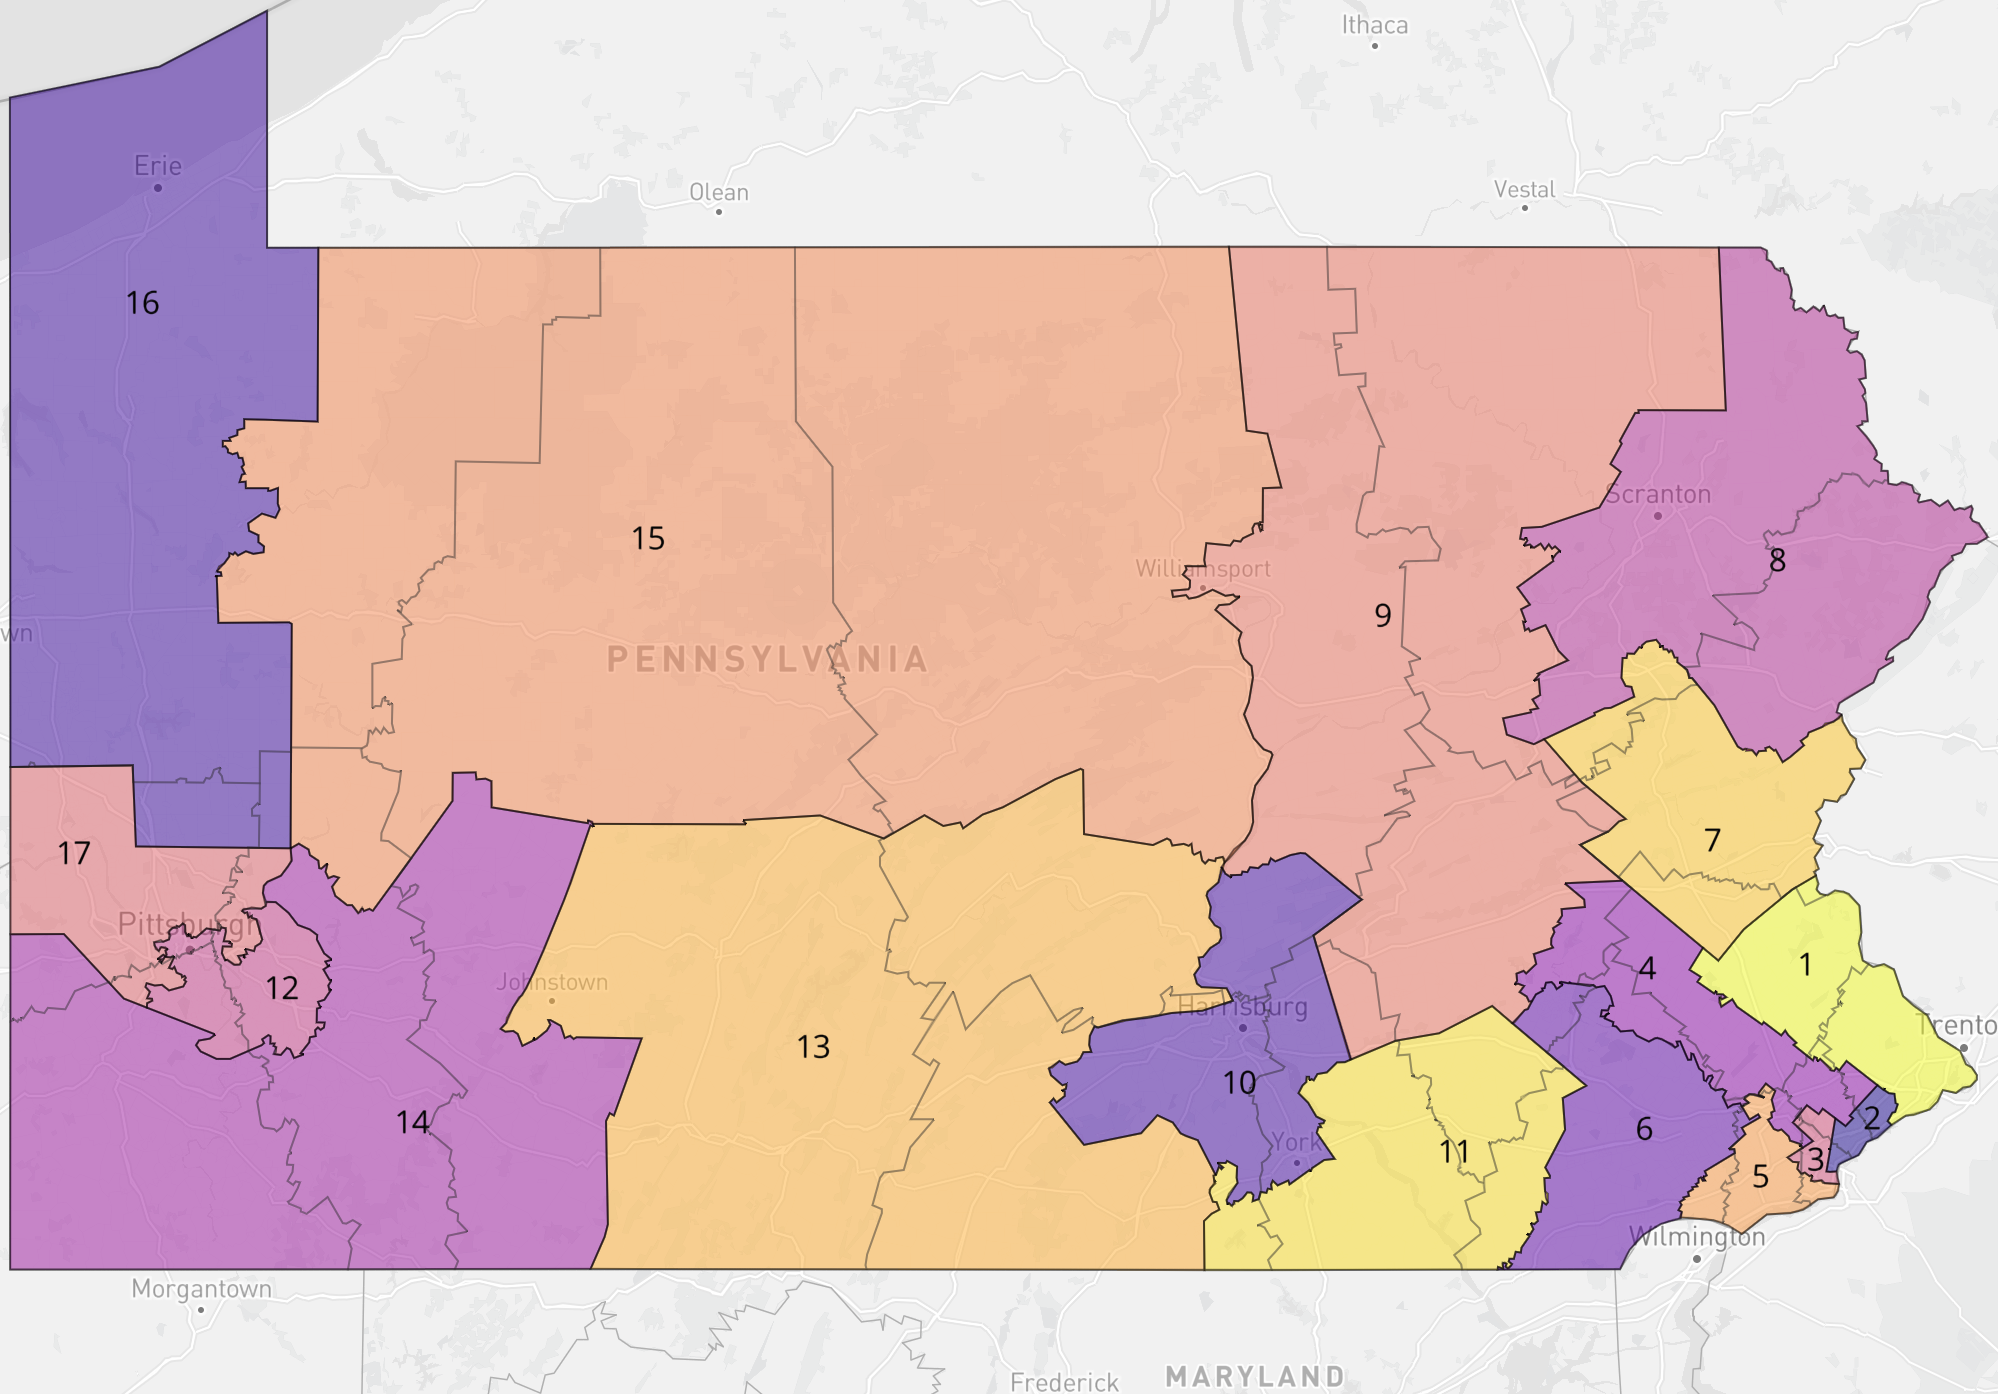 Ithaca
Erie
Olean
Vestal
16
Scranton
15
8
Williamsport
9
wn
PENNSYLVANIA
7
17
Pittsburgh
1
4
12
Johnstown
Harrisburg
Trento
13
10
2
14
6
York
11
3
5
Wilmington
Morgantown
MARYLAND
Frederick